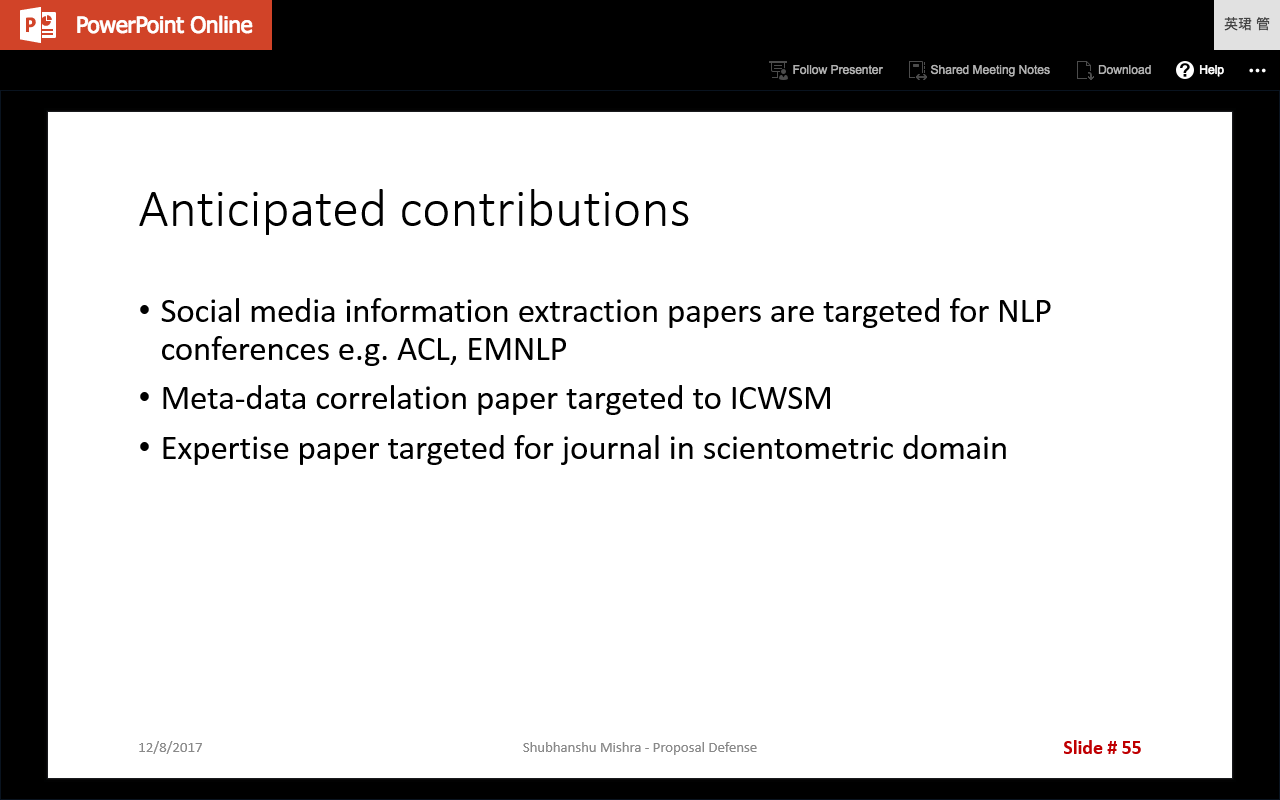 PowerPoint Online
英珺 管
Follow Presenter
Shared Meeting Notes
Download
Help
Anticipated contributions
• Social media information extraction papers are targeted for NLP
conferences e.g. ACL, EMNLP
• Meta-data correlation paper targeted to ICWSM
• Expertise paper targeted for journal in scientometric domain
12/8/2017
Shubhanshu Mishra - Proposal Defense
Slide # 55